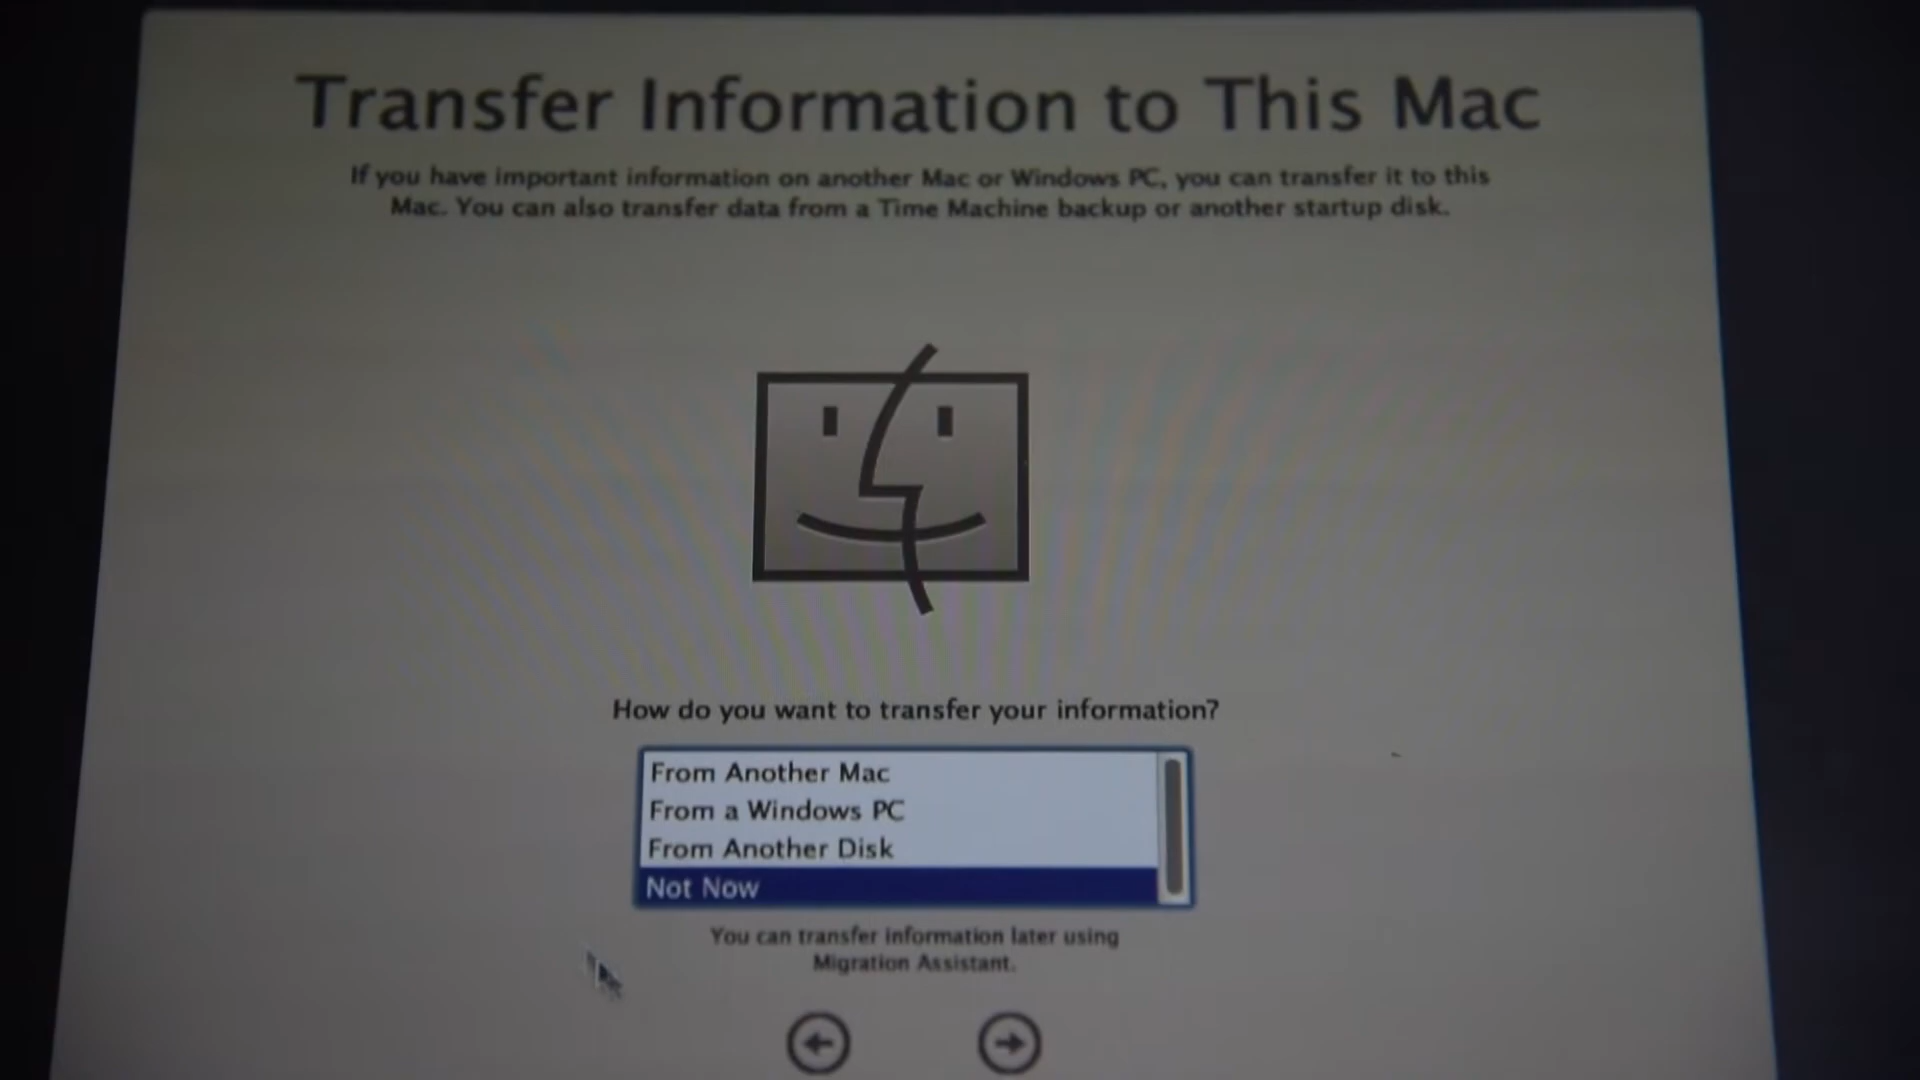 Transfer Information to This Mac
If you have important information on another Mac or Windows PC, you can transfer it to this
Mac. You can also transfer data from a Time Machine backup or another startup disk.
How do you want to transfer your information?
From Another Mac
From a Windows PC
From Another Disk
Not Now
You can transfer information later using
Migration Assistant.